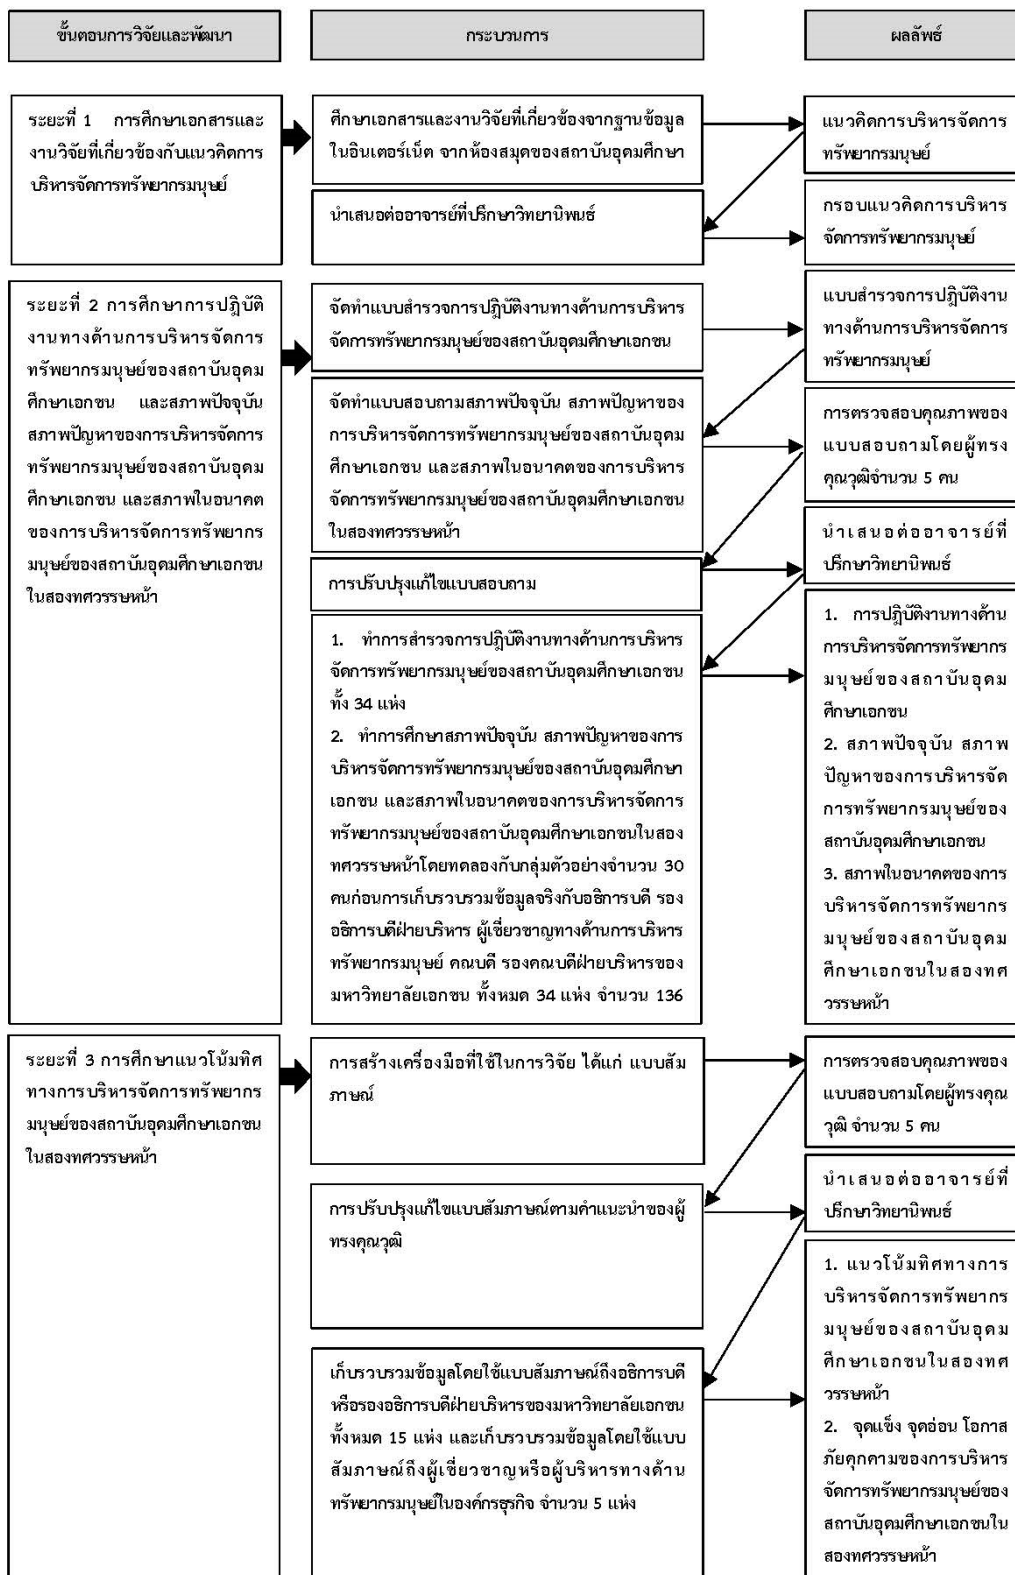 ขั้นตอนการวิจัยและพัฒนา
กระบวนการ
ผลลัพธ์
ระยะที่ 1 การศึกษาเอกสารและ
งานวิจัยที่เกี่ยวข้องกับแนวคิดการ
บริหารจัดการทรัพยากรมนุษย์
ศึกษาเอกสารและงานวิจัยที่เกี่ยวข้องจากฐานข้อมูล
ในอินเตอร์เน็ต จากห้องสมุดของสถาบันอุดมศึกษา
แนวคิดการบริหารจัดการ
ทรัพยากรมนุษย์
นำเสนอต่ออาจารย์ที่ปรึกษาวิทยานิพนธ์
กรอบแนวคิดการบริหาร
จัดการทรัพยากรมนุษย์
ระยะที่ 2 การศึกษาการปฏิบัติ
งานทางด้านการบริหารจัดการ
ทรัพยากรมนุษย์ของสถาบันอุดม
ศึกษาเอกชน และสภาพปัจจุบัน
สภาพปัญหาของการบริหารจัดการ
ทรัพยากรมนุษย์ของสถาบันอุดม
ศึกษาเอกชน และสภาพในอนาคต
ของการบริหารจัดการทรัพยากร
มนุษย์ของสถาบันอุดมศึกษาเอกชน
ในสองทศวรรษหน้า
จัดทำแบบสำรวจการปฏิบัติงานทางด้านการบริหาร
จัดการทรัพยากรมนุษย์ของสถาบันอุดมศึกษาเอกชน
แบบสำรวจการปฏิบัติงาน
ทางด้านการบริหารจัดการ
ทรัพยากรมนุษย์
จัดทำแบบสอบถามสภาพปัจจุบัน สภาพปัญหาของ
การบริหารจัดการทรัพยากรมนุษย์ของสถาบันอุดม
ศึกษาเอกชน และสภาพในอนาคตของการบริหาร
จัดการทรัพยากรมนุษย์ของสถาบันอุดมศึกษาเอกชน
ในสองทศวรรษหน้า
การตรวจสอบคุณภาพของ
แบบสอบถามโดยผู้ทรง
คุณวุฒิจำนวน 5 คน
การปรับปรุงแก้ไขแบบสอบถาม
นำเสนอต่ออาจารย์ที่
ปรึกษาวิทยานิพนธ์
1. ทำการสำรวจการปฏิบัติงานทางด้านการบริหาร
จัดการทรัพยากรมนุษย์ของสถาบันอุดมศึกษาเอกชน
ทั้ง 34 แห่ง
2. ทำการศึกษาสภาพปัจจุบัน สภาพปัญหาของการ
บริหารจัดการทรัพยากรมนุษย์ของสถาบันอุดมศึกษา
เอกชน และสภาพในอนาคตของการบริหารจัดการ
ทรัพยากรมนุษย์ของสถาบันอุดมศึกษาเอกชนในสอง
ทศวรรษหน้าโดยทดลองกับกลุ่มตัวอย่างจำนวน 30
คนก่อนการเก็บรวบรวมข้อมูลจริงกับอธิการบดี รอง
อธิการบดีฝ่ายบริหาร ผู้เชี่ยวชาญทางด้านการบริหาร
ทรัพยากรมนุษย์ คณบดี รองคณบดีฝ่ายบริหารของ
มหาวิทยาลัยเอกชน ทั้งหมด 34 แห่ง จำนวน 136
1. การปฏิบัติงานทางด้าน
การบริหารจัดการทรัพยากร
มนุษย์ของสถาบันอุดม
ศึกษาเอกชน
2. สภาพปัจจุบัน สภาพ
ปัญหาของการบริหารจัด
การทรัพยากรมนุษย์ของ
สถาบันอุดมศึกษาเอกชน
3. สภาพในอนาคตของการ
บริหารจัดการทรัพยากร
มนุษย์ของสถาบันอุดม
ศึกษาเอกชนในสองทศ
วรรษหน้า
ระยะที่ 3 การศึกษาแนวโน้มทิศ
ทางการบริหารจัดการทรัพยากร
มนุษย์ของสถาบันอุดมศึกษาเอกชน
ในสองทศวรรษหน้า
การสร้างเครื่องมือที่ใช้ในการวิจัย ได้แก่ แบบสัม
ภาษณ์
การตรวจสอบคุณภาพของ
แบบสอบถามโดยผู้ทรงคุณ
วุฒิ จำนวน 5 คน
การปรับปรุงแก้ไขแบบสัมภาษณ์ตามคำแนะนำของผู้
ทรงคุณวุฒิ
นำเสนอต่ออาจารย์ที่
ปรึกษาวิทยานิพนธ์
เก็บรวบรวมข้อมูลโดยใช้แบบสัมภาษณ์ถึงอธิการบดี
หรือรองอธิการบดีฝ่ายบริหารของมหาวิทยาลัยเอกชน
ทั้งหมด 15 แห่ง และเก็บรวบรวมข้อมูลโดยใช้แบบ
สัมภาษณ์ถึงผู้เชี่ยวชาญหรือผู้บริหารทางด้าน
ทรัพยากรมนุษย์ในองค์กรธุรกิจ จำนวน 5 แห่ง
1. แนวโน้มทิศทางการ
บริหารจัดการทรัพยากร
มนุษย์ของสถาบันอุดม
ศึกษาเอกชนในสองทศ
วรรษหน้า
2. จุดแข็ง จุดอ่อน โอกาส
ภัยคุกคามของการบริหาร
จัดการทรัพยากรมนุษย์ของ
สถาบันอุดมศึกษาเอกชนใน
สองทศวรรษหน้า